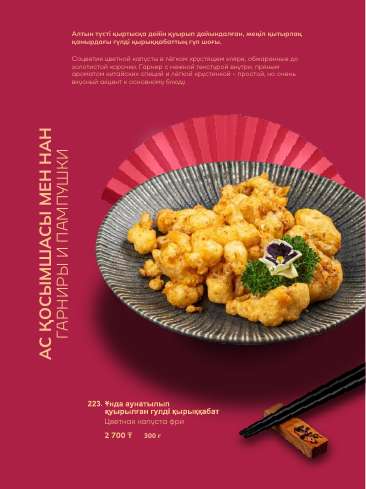 Алтын түсті қыртысқа дейін қуырып дайындалған, жеңіл қытырлақ
қамырдағы гүлді қырыққабаттың гүл шоғы.
Соцветия цветной капусты в лёгком хрустящем кляре, обжаренные до
золотистой корочки. Гарнир с нежной текстурой внутри, пряным
ароматом китайских специй и лёгкой хрустинкой – простой, но очень
вкусный акцент к основному блюду.
АС ҚОСЫМШАСЫ МЕН НАН
ГАРНИРЫ И ПАМПУШКИ
223. Ұнда аунатылып
қуырылған гүлді қырыққабат
Цветная капуста фри
2 700 ₸ 300 г